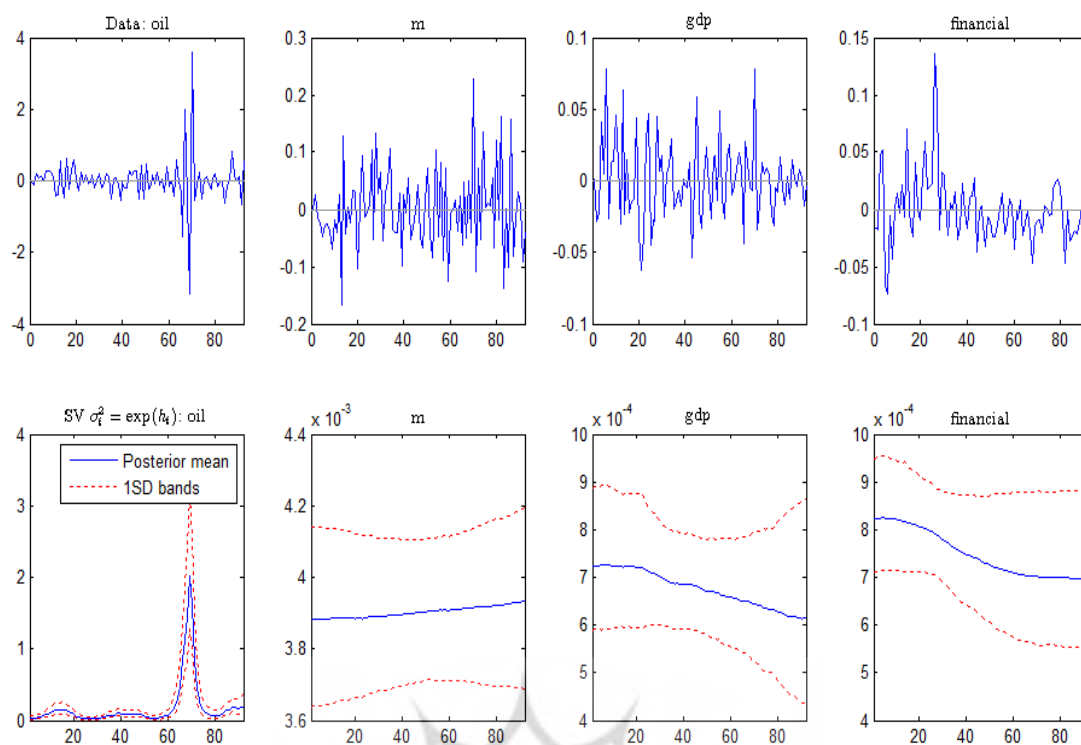 Data: oil
m
gdp
financial
4
2
0
-2
-4
0 20 40 60 80
0.3
0.2
0.1
0
-0.1
-0.2
0 20 40 60 80
0.1
0.05
0
-0.05
-0.1
0 20 40 60 80
0.15
0.1
0.05
0
-0.05
-0.1
0 20 40 60 80
SV σ_t^2 = exp(h_t): oil
m
gdp
financial
4
3
2
1
0
20 40 60 80
Posterior mean
1SD bands
x 10^-3
4.4
4.2
4
3.8
3.6
20 40 60 80
x 10^-4
10
9
8
7
6
5
4
20 40 60 80
x 10^-4
10
9
8
7
6
5
4
20 40 60 80